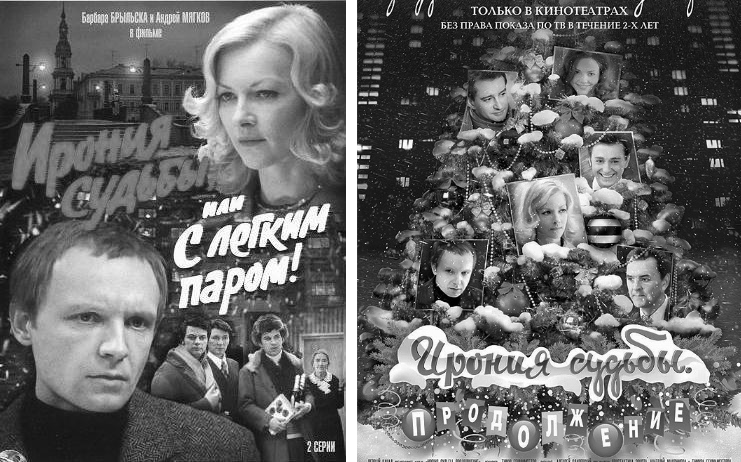 Барбара БРЫЛЬСКА и Андрей МЯГКОВ
в фильме
Ирония
судьбы
или
С легким
паром!
2 СЕРИИ
ТОЛЬКО В КИНОТЕАТРАХ
БЕЗ ПРАВА ПОКАЗА ПО ТВ В ТЕЧЕНИЕ 2-Х ЛЕТ
Ирония судьбы.
ПРОДОЛЖЕНИЕ